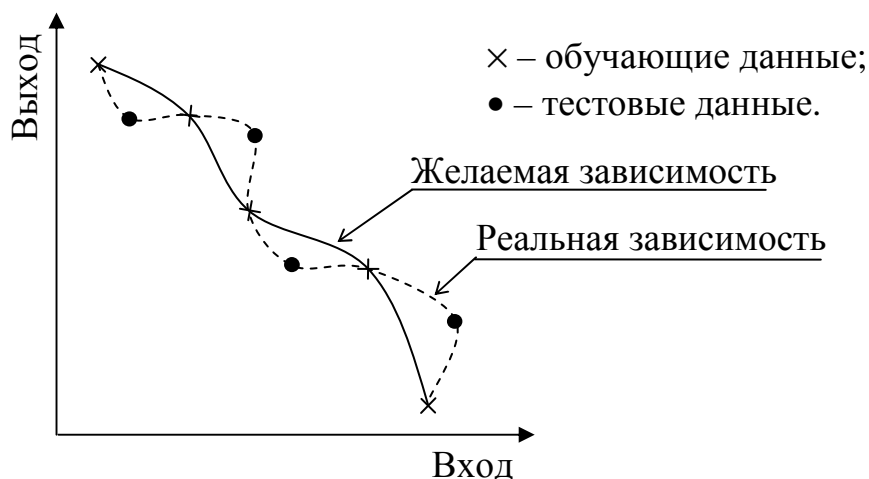 Выход
× – обучающие данные;
● – тестовые данные.
Желаемая зависимость
Реальная зависимость
Вход